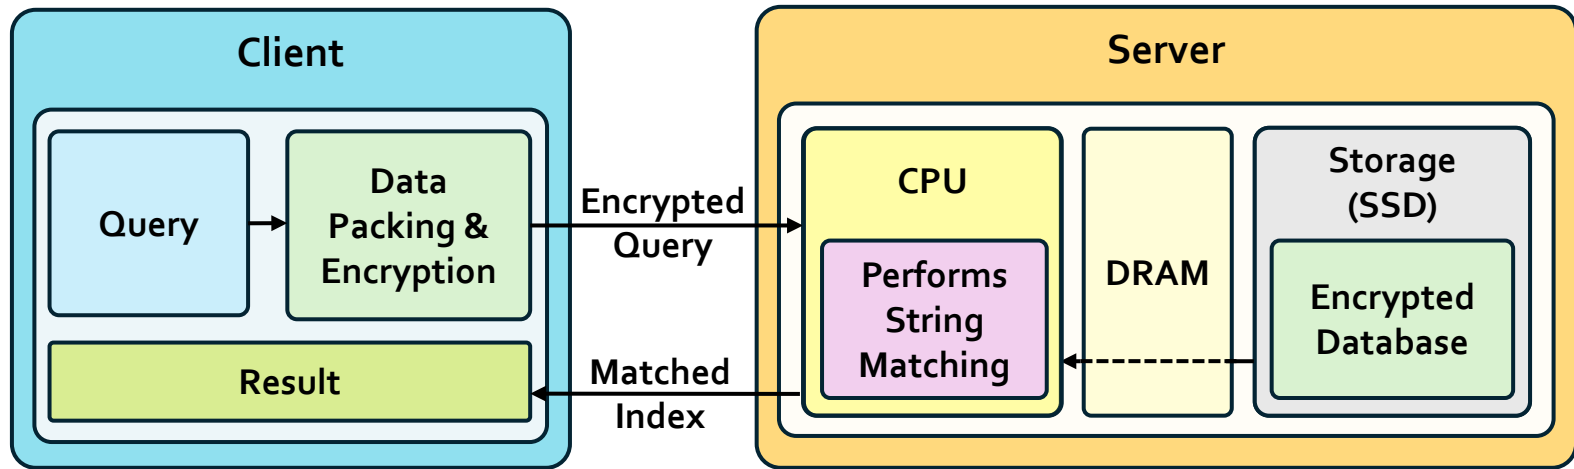 Client
Query
Data
Packing &
Encryption
Result
Encrypted
Query
Matched
Index
Server
CPU
Performs
String
Matching
DRAM
Storage
(SSD)
Encrypted
Database